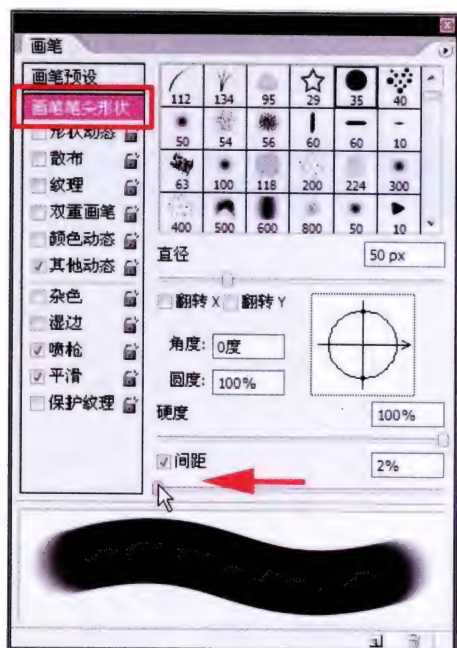 画笔
画笔预设
画笔笔尖形状
形状动态
散布
纹理
双重画笔
颜色动态
其他动态
杂色
湿边
喷枪
平滑
保护纹理
112 134 95 29 35 40
50 54 56 60 60 10
63 100 118 200 224 300
400 500 600 800 50 10
直径 50 px
翻转 X 翻转 Y
角度: 0度
圆度: 100%
硬度 100%
间距 2%